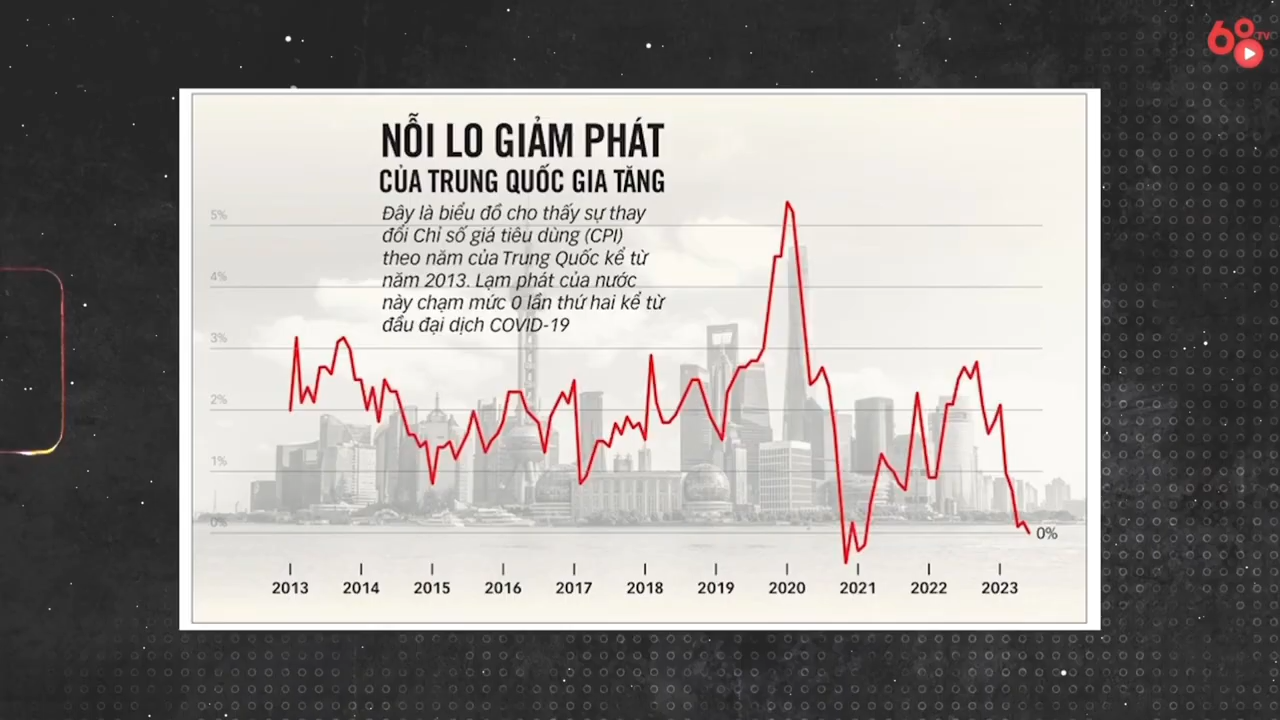 60
TV
NỖI LO GIẢM PHÁT
CỦA TRUNG QUỐC GIA TĂNG
Đây là biểu đồ cho thấy sự thay
đổi Chỉ số giá tiêu dùng (CPI)
theo năm của Trung Quốc kể từ
năm 2013. Lạm phát của nước
này chạm mức 0 lần thứ hai kể từ
đầu đại dịch COVID-19
5%
4%
3%
2%
1%
0%
0%
2013 2014 2015 2016 2017 2018 2019 2020 2021 2022 2023